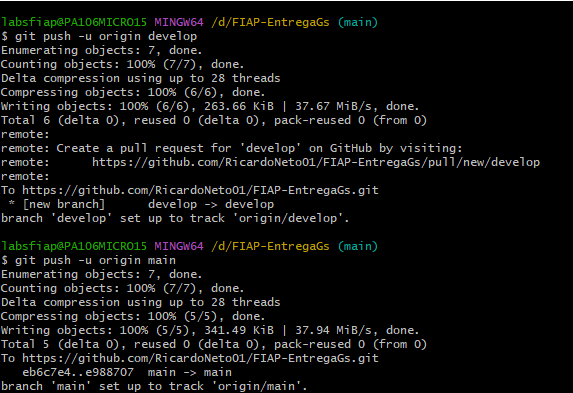 labsfiap@PA106MICRO15 MINGW64 /d/FIAP-EntregaGs (main)
$ git push -u origin develop
Enumerating objects: 7, done.
Counting objects: 100% (7/7), done.
Delta compression using up to 28 threads
Compressing objects: 100% (6/6), done.
Writing objects: 100% (6/6), 263.66 KiB | 37.67 MiB/s, done.
Total 6 (delta 0), reused 0 (delta 0), pack-reused 0 (from 0)
remote:
remote: Create a pull request for 'develop' on GitHub by visiting:
remote:      https://github.com/RicardoNeto01/FIAP-EntregaGs/pull/new/develop
remote:
To https://github.com/RicardoNeto01/FIAP-EntregaGs.git
 * [new branch]      develop -> develop
branch 'develop' set up to track 'origin/develop'.
labsfiap@PA106MICRO15 MINGW64 /d/FIAP-EntregaGs (main)
$ git push -u origin main
Enumerating objects: 7, done.
Counting objects: 100% (7/7), done.
Delta compression using up to 28 threads
Compressing objects: 100% (5/5), done.
Writing objects: 100% (5/5), 341.49 KiB | 37.94 MiB/s, done.
Total 5 (delta 0), reused 0 (delta 0), pack-reused 0 (from 0)
To https://github.com/RicardoNeto01/FIAP-EntregaGs.git
   eb6c7e4..e988707  main -> main
branch 'main' set up to track 'origin/main'.